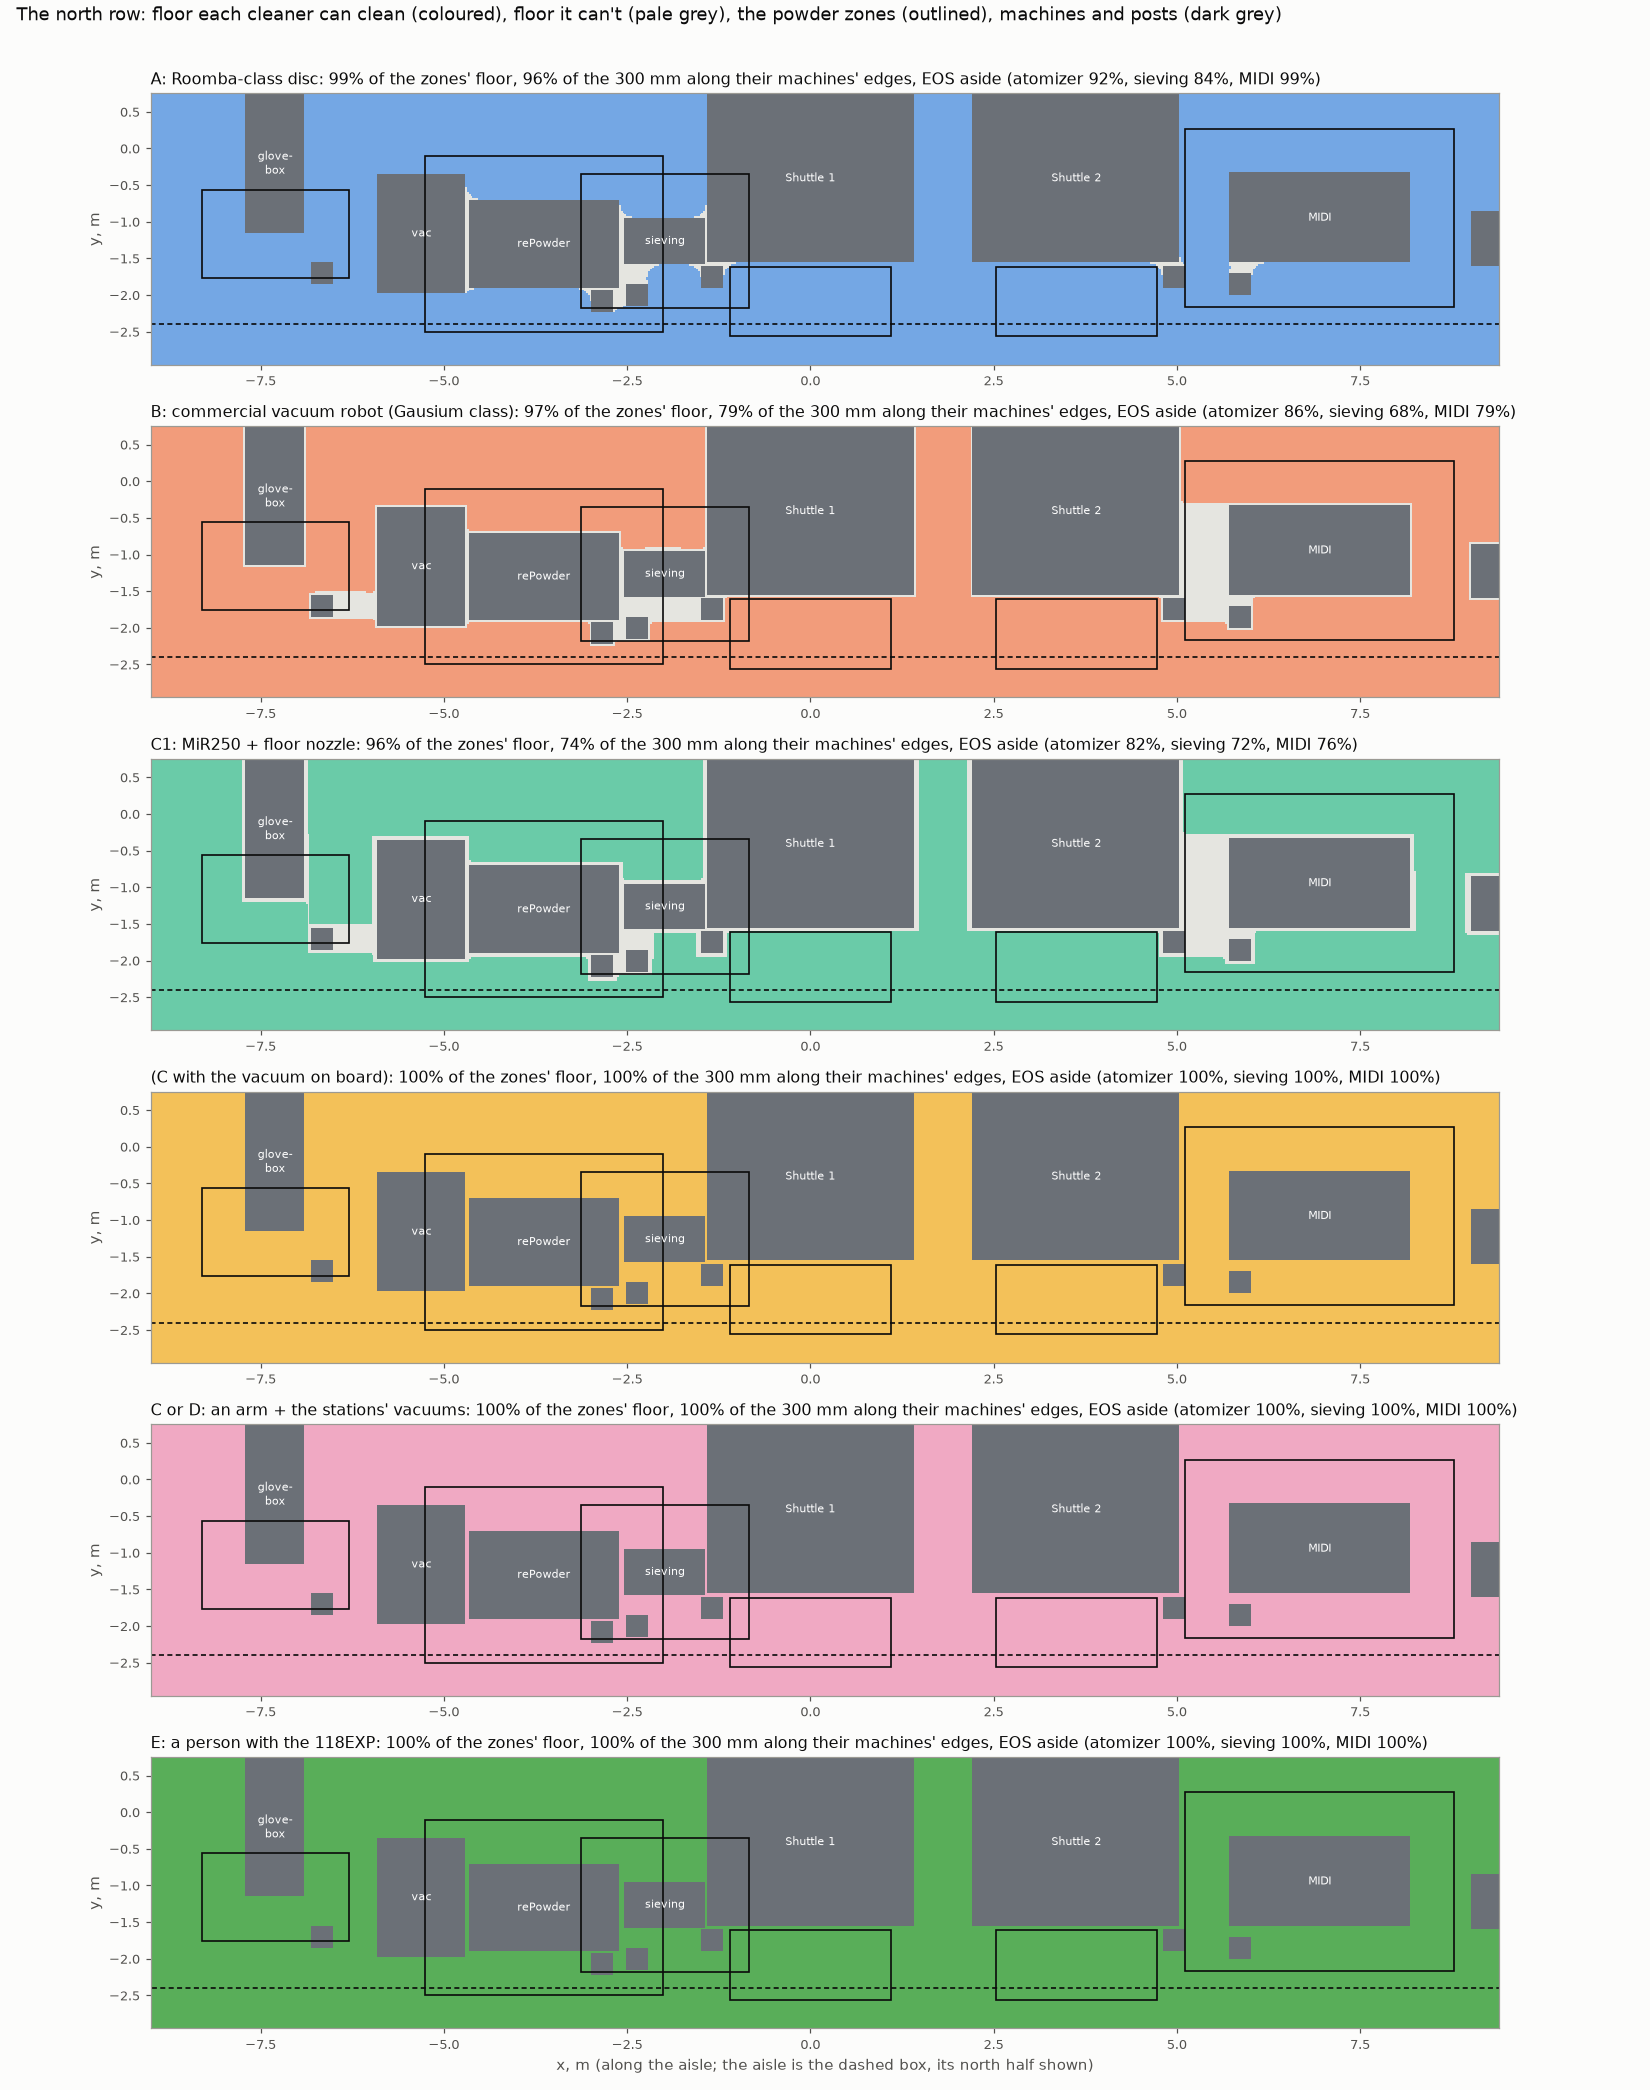 The north row: floor each cleaner can clean (coloured), floor it can't (pale grey), the powder zones (outlined), machines and posts (dark grey)
A: Roomba-class disc: 99% of the zones' floor, 96% of the 300 mm along their machines' edges, EOS aside (atomizer 92%, sieving 84%, MIDI 99%)
0.5
0.0
−0.5
−1.0
−1.5
−2.0
−2.5
y, m
glove-
box
vac
rePowder
sieving
Shuttle 1
Shuttle 2
MIDI
−7.5 −5.0 −2.5 0.0 2.5 5.0 7.5
B: commercial vacuum robot (Gausium class): 97% of the zones' floor, 79% of the 300 mm along their machines' edges, EOS aside (atomizer 86%, sieving 68%, MIDI 79%)
0.5
0.0
−0.5
−1.0
−1.5
−2.0
−2.5
y, m
glove-
box
vac
rePowder
sieving
Shuttle 1
Shuttle 2
MIDI
−7.5 −5.0 −2.5 0.0 2.5 5.0 7.5
C1: MiR250 + floor nozzle: 96% of the zones' floor, 74% of the 300 mm along their machines' edges, EOS aside (atomizer 82%, sieving 72%, MIDI 76%)
0.5
0.0
−0.5
−1.0
−1.5
−2.0
−2.5
y, m
glove-
box
vac
rePowder
sieving
Shuttle 1
Shuttle 2
MIDI
−7.5 −5.0 −2.5 0.0 2.5 5.0 7.5
(C with the vacuum on board): 100% of the zones' floor, 100% of the 300 mm along their machines' edges, EOS aside (atomizer 100%, sieving 100%, MIDI 100%)
0.5
0.0
−0.5
−1.0
−1.5
−2.0
−2.5
y, m
glove-
box
vac
rePowder
sieving
Shuttle 1
Shuttle 2
MIDI
−7.5 −5.0 −2.5 0.0 2.5 5.0 7.5
C or D: an arm + the stations' vacuums: 100% of the zones' floor, 100% of the 300 mm along their machines' edges, EOS aside (atomizer 100%, sieving 100%, MIDI 100%)
0.5
0.0
−0.5
−1.0
−1.5
−2.0
−2.5
y, m
glove-
box
vac
rePowder
sieving
Shuttle 1
Shuttle 2
MIDI
−7.5 −5.0 −2.5 0.0 2.5 5.0 7.5
E: a person with the 118EXP: 100% of the zones' floor, 100% of the 300 mm along their machines' edges, EOS aside (atomizer 100%, sieving 100%, MIDI 100%)
0.5
0.0
−0.5
−1.0
−1.5
−2.0
−2.5
y, m
glove-
box
vac
rePowder
sieving
Shuttle 1
Shuttle 2
MIDI
−7.5 −5.0 −2.5 0.0 2.5 5.0 7.5
x, m (along the aisle; the aisle is the dashed box, its north half shown)